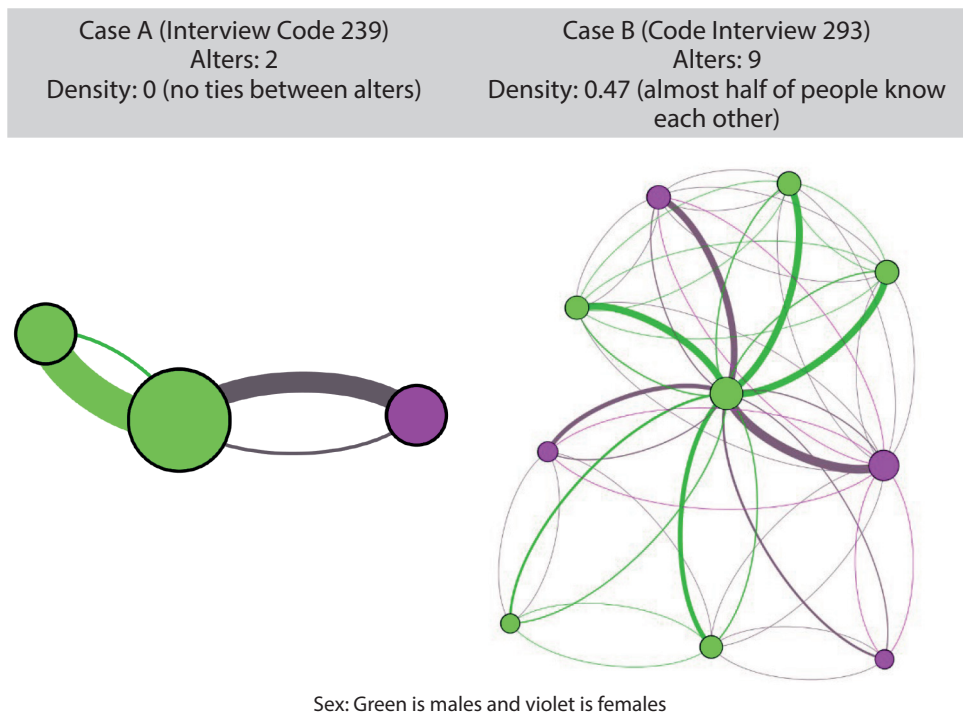 Case A (Interview Code 239)
Alters: 2
Density: 0 (no ties between alters)
Case B (Code Interview 293)
Alters: 9
Density: 0.47 (almost half of people know
each other)
Sex: Green is males and violet is females